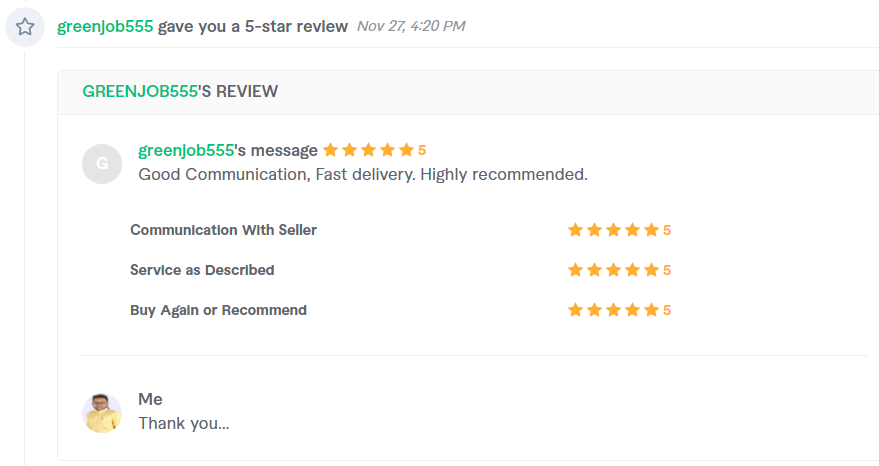 greenjob555 gave you a 5-star review Nov 27, 4:20 PM
GREENJOB555'S REVIEW
G
greenjob555's message 5
Good Communication, Fast delivery. Highly recommended.
Communication With Seller 5
Service as Described 5
Buy Again or Recommend 5
Me
Thank you...